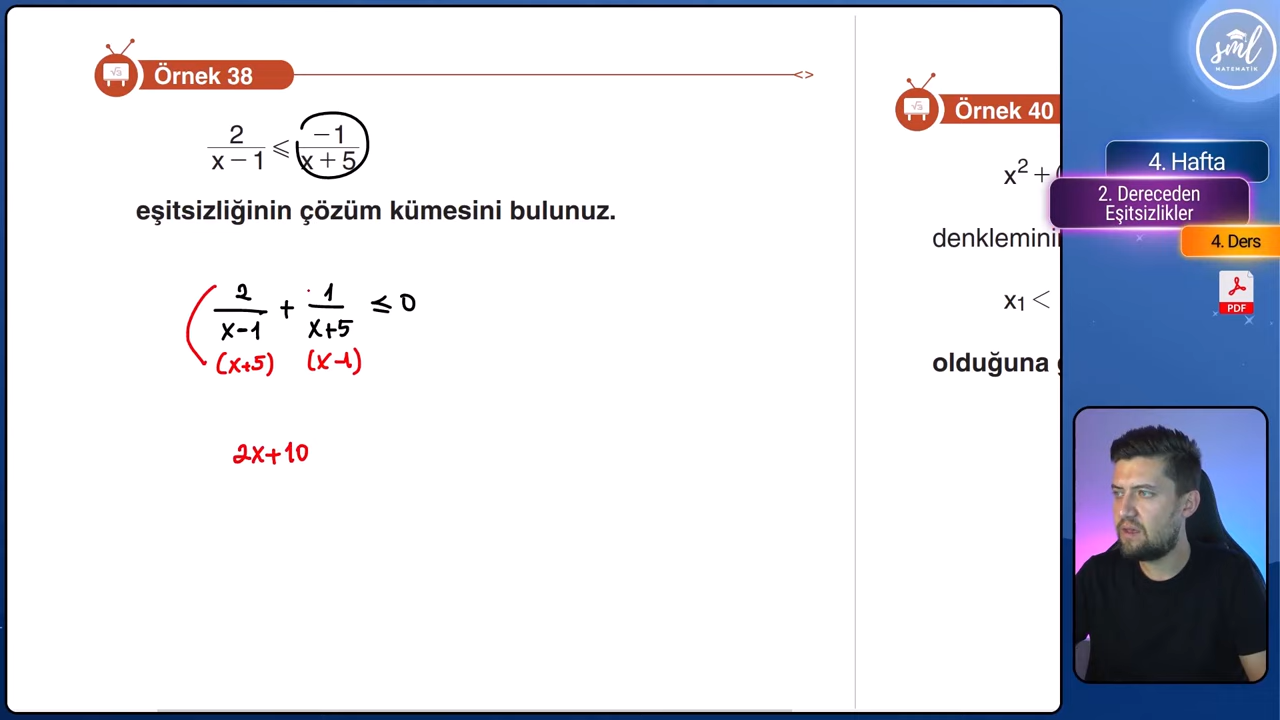 Örnek 38
2/(x − 1) ⩽ −1/(x + 5)
eşitsizliğinin çözüm kümesini bulunuz.
2/(x-1) + 1/(x+5) ≤ 0
(x+5) (x-1)
2x+10
Örnek 40
x² + (
denklemini
x₁ <
olduğuna g
sml
MATEMATİK
4. Hafta
2. Dereceden
Eşitsizlikler
4. Ders
PDF